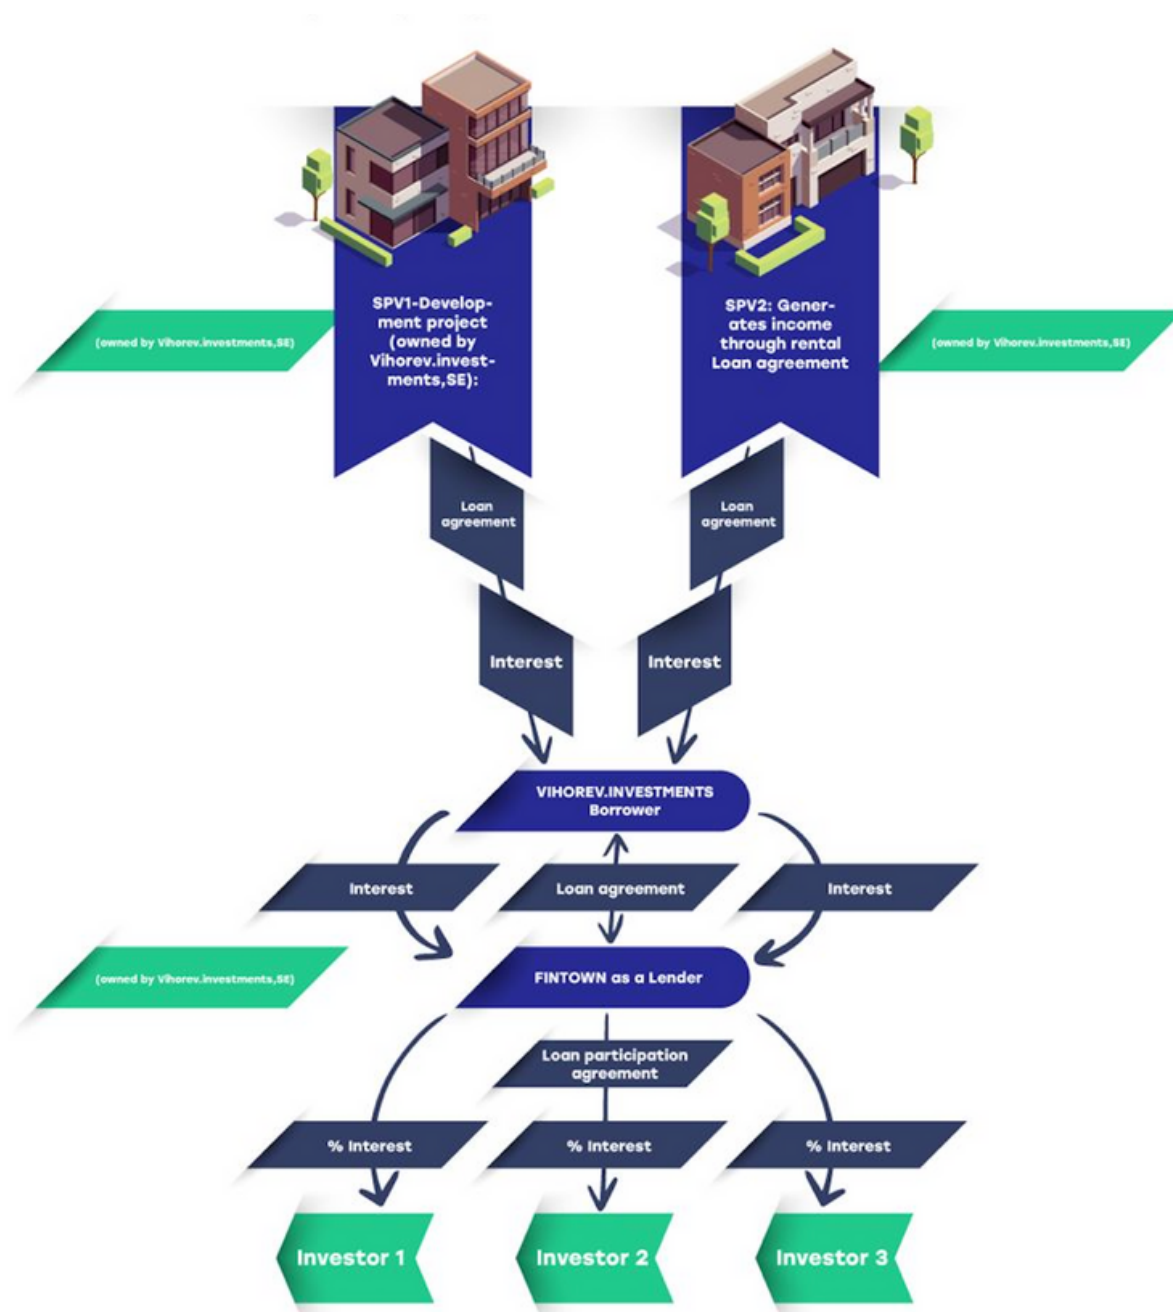 SPV1-Develop-
ment project
(owned by
Vihorev.invest-
ments,SE):
SPV2: Gener-
ates income
through rental
Loan agreement
(owned by Vihorev.investments,SE)
(owned by Vihorev.investments,SE)
Loan
agreement
Loan
agreement
Interest
Interest
VIHOREV.INVESTMENTS
Borrower
Interest
Loan agreement
Interest
(owned by Vihorev.investments,SE)
FINTOWN as a Lender
Loan participation
agreement
% Interest
% Interest
% Interest
Investor 1
Investor 2
Investor 3